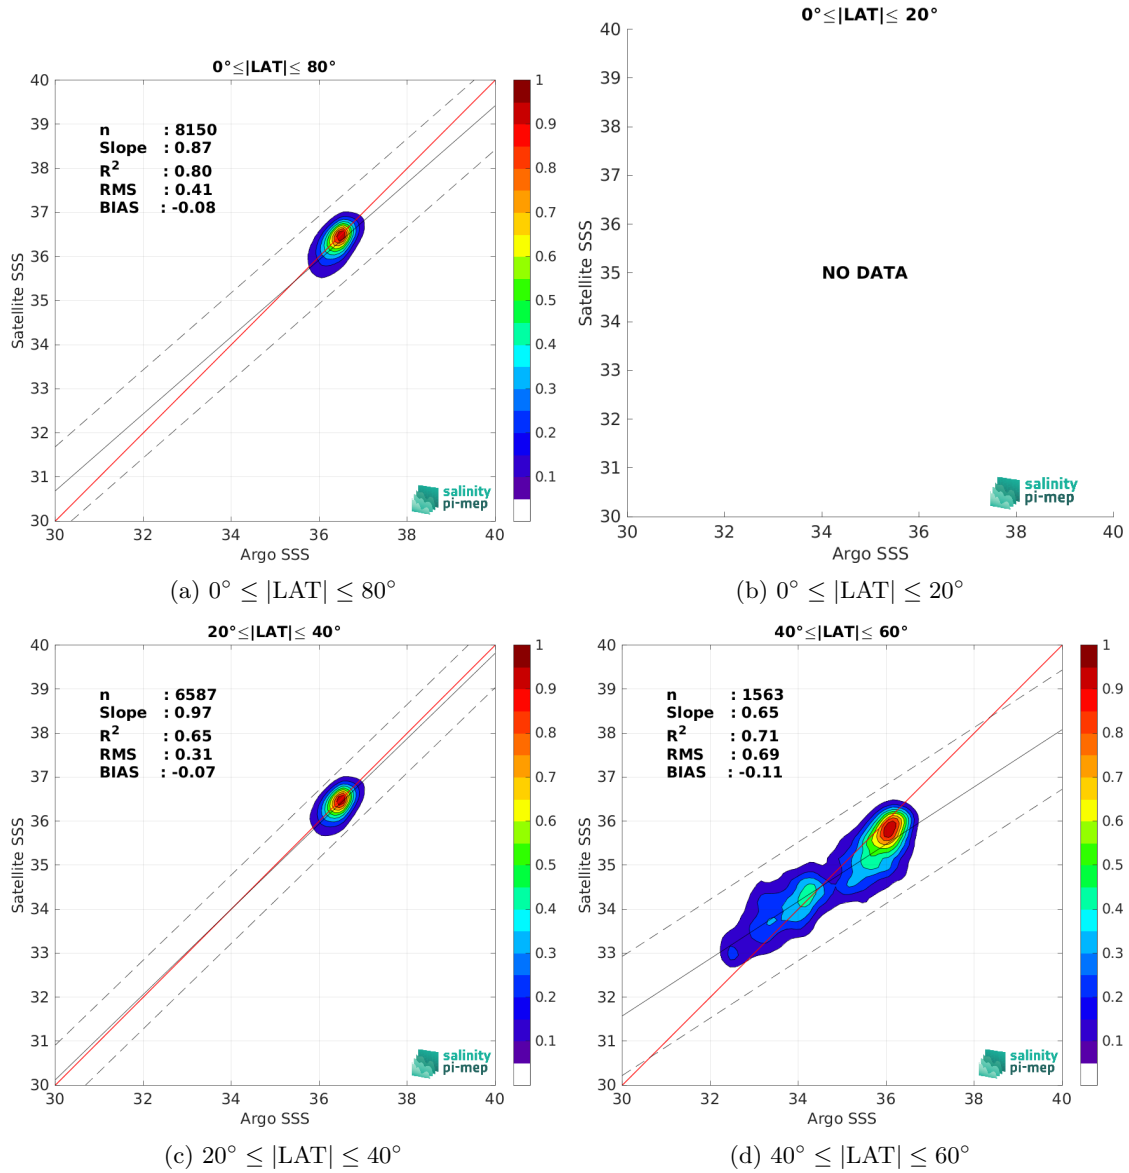 0°≤|LAT|≤ 80°
n : 8150
Slope : 0.87
R² : 0.80
RMS : 0.41
BIAS : -0.08
40
39
38
37
36
35
34
33
32
31
30
Satellite SSS
30 32 34 36 38 40
Argo SSS
1
0.9
0.8
0.7
0.6
0.5
0.4
0.3
0.2
0.1
salinity
pi-mep
(a) 0° ≤ |LAT| ≤ 80°
0°≤|LAT|≤ 20°
40
39
38
37
36
35
34
33
32
31
30
Satellite SSS
NO DATA
30 32 34 36 38 40
Argo SSS
salinity
pi-mep
(b) 0° ≤ |LAT| ≤ 20°
20°≤|LAT|≤ 40°
n : 6587
Slope : 0.97
R² : 0.65
RMS : 0.31
BIAS : -0.07
40
39
38
37
36
35
34
33
32
31
30
Satellite SSS
30 32 34 36 38 40
Argo SSS
1
0.9
0.8
0.7
0.6
0.5
0.4
0.3
0.2
0.1
salinity
pi-mep
(c) 20° ≤ |LAT| ≤ 40°
40°≤|LAT|≤ 60°
n : 1563
Slope : 0.65
R² : 0.71
RMS : 0.69
BIAS : -0.11
40
39
38
37
36
35
34
33
32
31
30
Satellite SSS
30 32 34 36 38 40
Argo SSS
1
0.9
0.8
0.7
0.6
0.5
0.4
0.3
0.2
0.1
salinity
pi-mep
(d) 40° ≤ |LAT| ≤ 60°